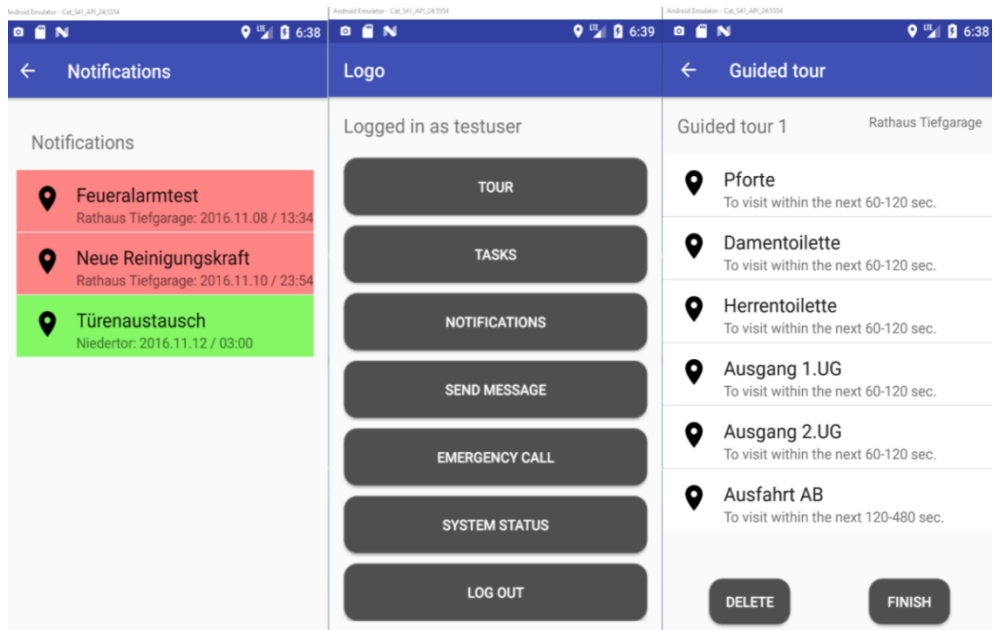 Android Emulator - Cat_S41_API_24:5554
6:38
Notifications
Notifications
Feueralarmtest
Rathaus Tiefgarage: 2016.11.08 / 13:34
Neue Reinigungskraft
Rathaus Tiefgarage: 2016.11.10 / 23:54
Türenaustausch
Niedertor: 2016.11.12 / 03:00
Android Emulator - Cat_S41_API_24:5554
LTE 6:39
Logo
Logged in as testuser
TOUR
TASKS
NOTIFICATIONS
SEND MESSAGE
EMERGENCY CALL
SYSTEM STATUS
LOG OUT
Android Emulator - Cat_S41_API_24:5554
LTE 6:38
Guided tour
Guided tour 1
Rathaus Tiefgarage
Pforte
To visit within the next 60-120 sec.
Damentoilette
To visit within the next 60-120 sec.
Herrentoilette
To visit within the next 60-120 sec.
Ausgang 1.UG
To visit within the next 60-120 sec.
Ausgang 2.UG
To visit within the next 60-120 sec.
Ausfahrt AB
To visit within the next 120-480 sec.
DELETE
FINISH